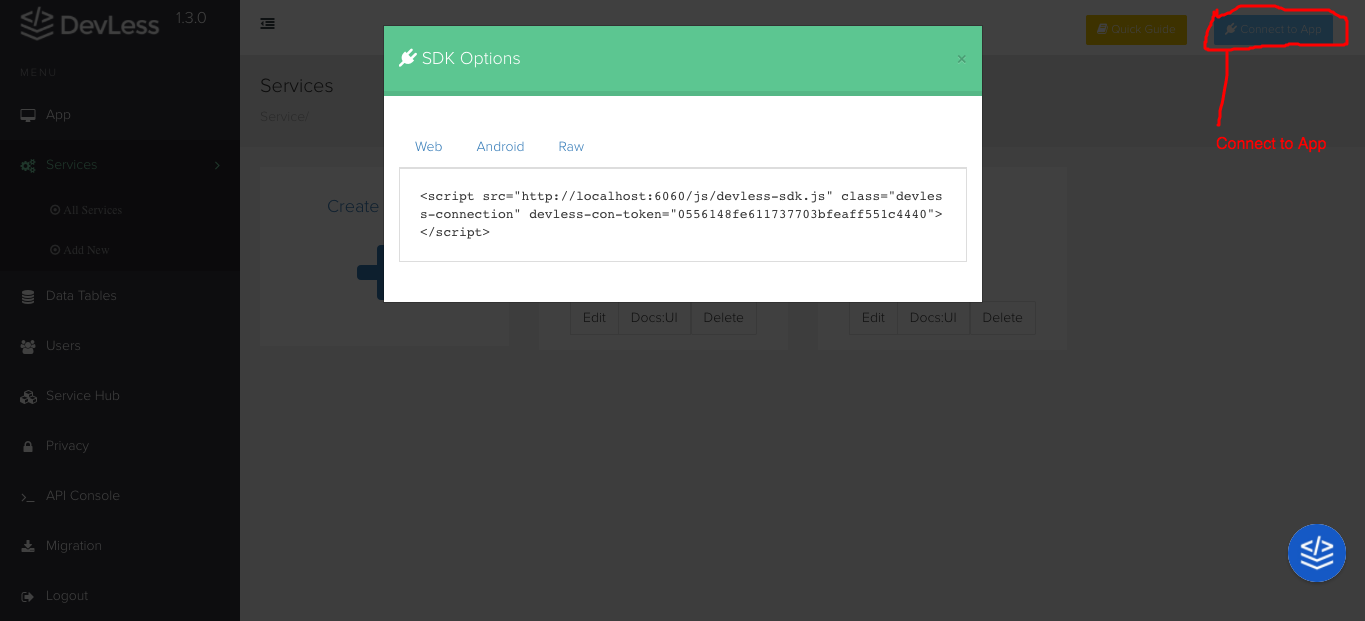 DevLess 1.3.0
Quick Guide
Connect to App
SDK Options ×
MENU
Services
Service/
App
Web Android Raw
Connect to App
Services
<script src="http://localhost:6060/js/devless-sdk.js" class="devles
s-connection" devless-con-token="0556148fe611737703bfeaff551c4440">
</script>
All Services
Create
Add New
Data Tables
Edit Docs:UI Delete
Edit Docs:UI Delete
Users
Service Hub
Privacy
API Console
Migration
Logout